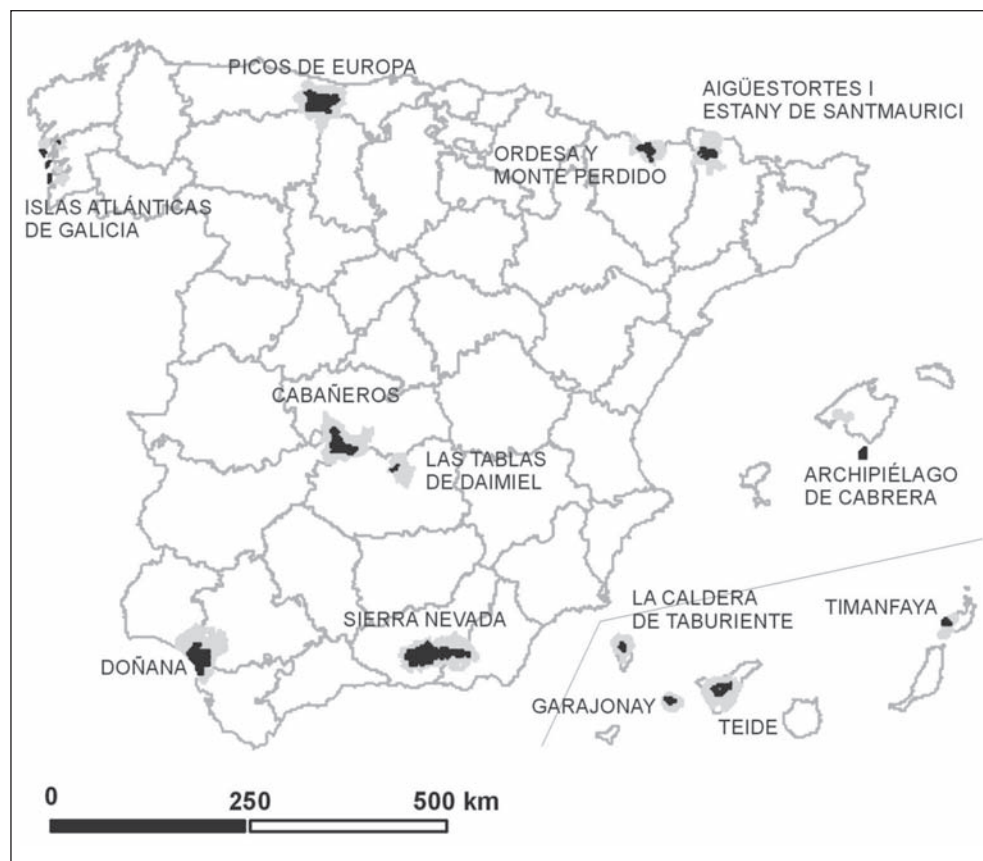 PICOS DE EUROPA
AIGÜESTORTES I
ESTANY DE SANTMAURICI
ORDESA Y
MONTE PERDIDO
ISLAS ATLÁNTICAS
DE GALICIA
CABAÑEROS
LAS TABLAS
DE DAIMIEL
ARCHIPIÉLAGO
DE CABRERA
LA CALDERA
DE TABURIENTE
TIMANFAYA
SIERRA NEVADA
DOÑANA
GARAJONAY
TEIDE
0 250 500 km